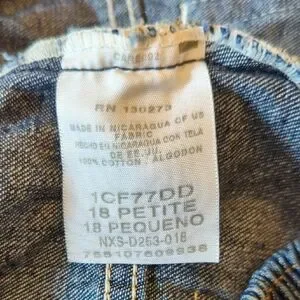 RN 130273
MADE IN NICARAGUA OF US
FABRIC
HECHO EN NICARAGUA CON TELA
DE EE.UU.
100% COTTON · ALGODON
1CF77DD
18 PETITE
18 PEQUENO
NXS-D253-018